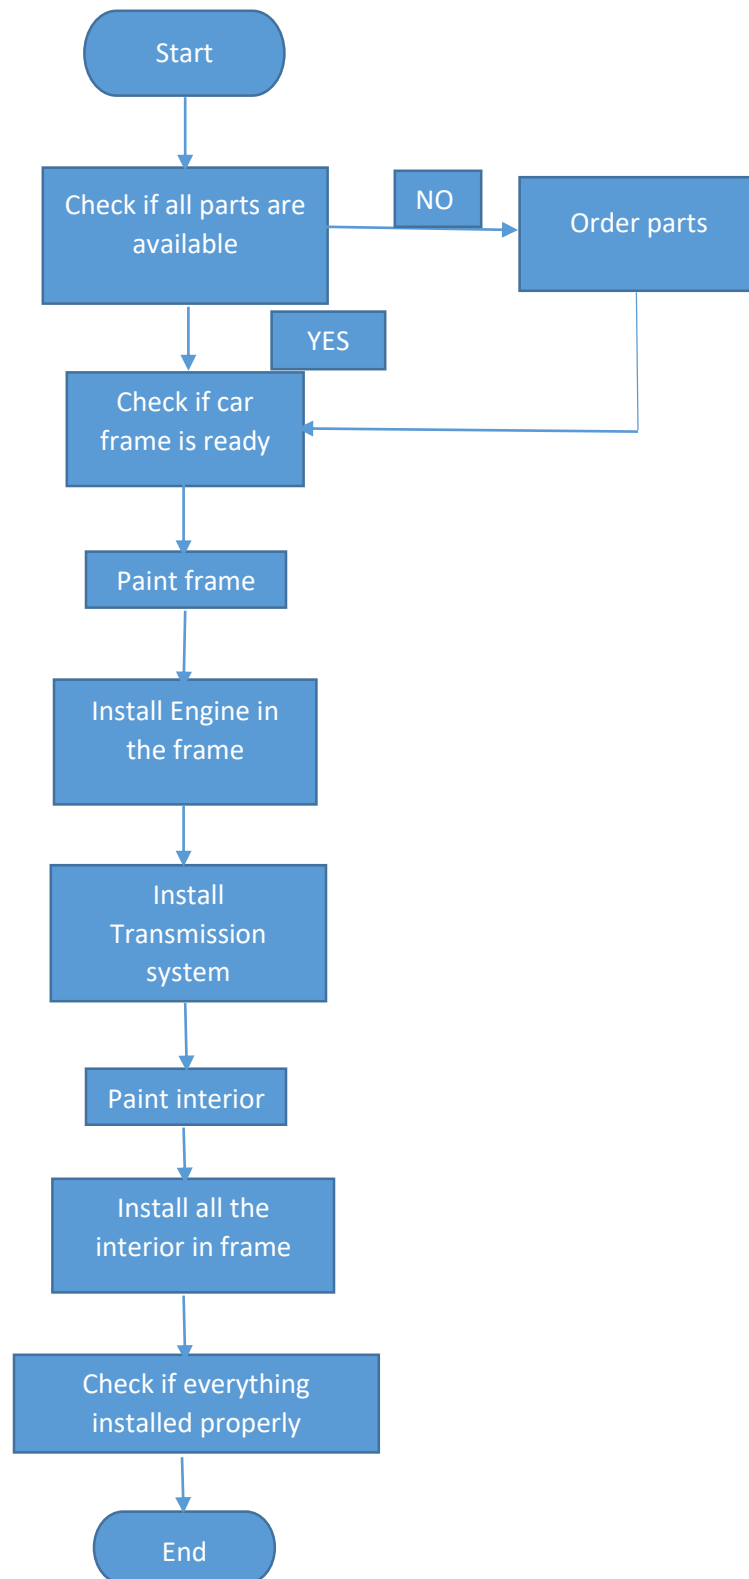 Start
Check if all parts are
available
NO
Order parts
YES
Check if car
frame is ready
Paint frame
Install Engine in
the frame
Install
Transmission
system
Paint interior
Install all the
interior in frame
Check if everything
installed properly
End